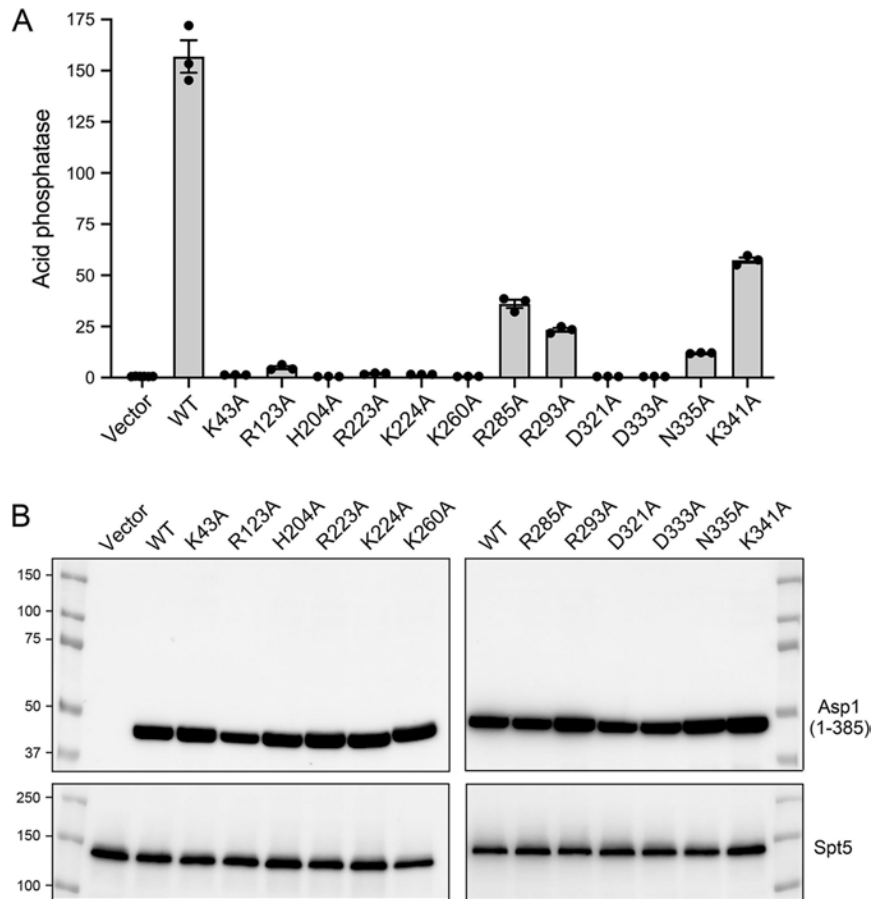 A
Acid phosphatase
175
150
125
100
75
50
25
0
Vector
WT
K43A
R123A
H204A
R223A
K224A
K260A
R285A
R293A
D321A
D333A
N335A
K341A
B
Vector
WT
K43A
R123A
H204A
R223A
K224A
K260A
WT
R285A
R293A
D321A
D333A
N335A
K341A
150
100
75
50
37
Asp1
(1-385)
250
150
100
Spt5